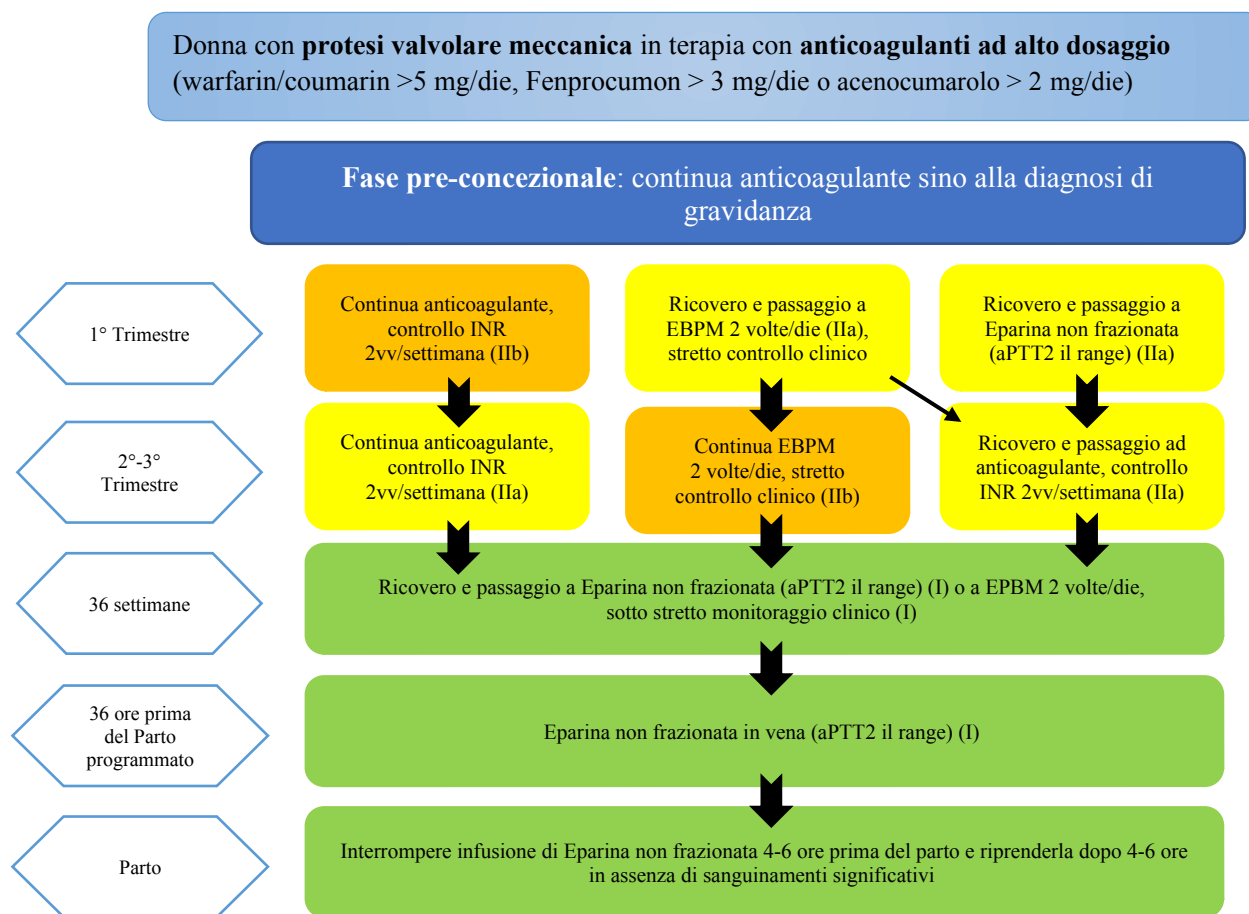 Donna con protesi valvolare meccanica in terapia con anticoagulanti ad alto dosaggio
(warfarin/coumarin >5 mg/die, Fenprocumon > 3 mg/die o acenocumarolo > 2 mg/die)
Fase pre-concezionale: continua anticoagulante sino alla diagnosi di
gravidanza
1° Trimestre
Continua anticoagulante,
controllo INR
2vv/settimana (IIb)
Ricovero e passaggio a
EBPM 2 volte/die (IIa),
stretto controllo clinico
Ricovero e passaggio a
Eparina non frazionata
(aPTT2 il range) (IIa)
2°-3°
Trimestre
Continua anticoagulante,
controllo INR
2vv/settimana (IIa)
Continua EBPM
2 volte/die, stretto
controllo clinico (IIb)
Ricovero e passaggio ad
anticoagulante, controllo
INR 2vv/settimana (IIa)
36 settimane
Ricovero e passaggio a Eparina non frazionata (aPTT2 il range) (I) o a EPBM 2 volte/die,
sotto stretto monitoraggio clinico (I)
36 ore prima
del Parto
programmato
Eparina non frazionata in vena (aPTT2 il range) (I)
Parto
Interrompere infusione di Eparina non frazionata 4-6 ore prima del parto e riprenderla dopo 4-6 ore
in assenza di sanguinamenti significativi